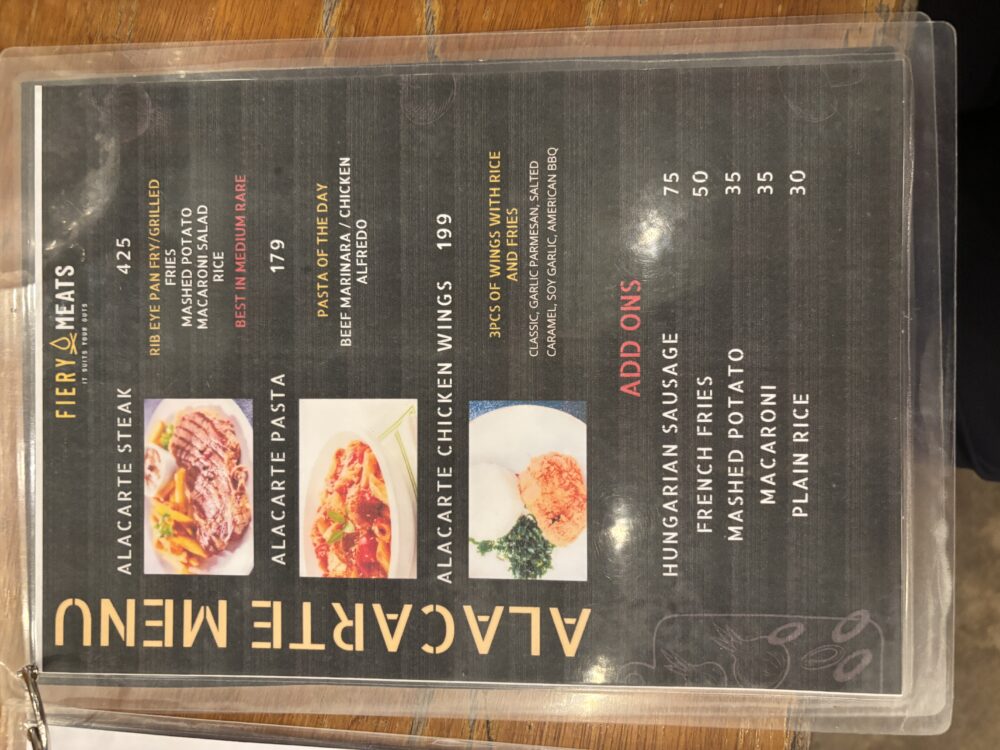 FIERY MEATS
IT SUITS YOUR GUTS
ALACARTE MENU
ALACARTE STEAK 425
RIB EYE PAN FRY/GRILLED
FRIES
MASHED POTATO
MACARONI SALAD
RICE
BEST IN MEDIUM RARE
ALACARTE PASTA 179
PASTA OF THE DAY
BEEF MARINARA / CHICKEN
ALFREDO
ALACARTE CHICKEN WINGS 199
3PCS OF WINGS WITH RICE
AND FRIES
CLASSIC, GARLIC PARMESAN, SALTED
CARAMEL, SOY GARLIC, AMERICAN BBQ
ADD ONS
HUNGARIAN SAUSAGE 75
FRENCH FRIES 50
MASHED POTATO 35
MACARONI 35
PLAIN RICE 30